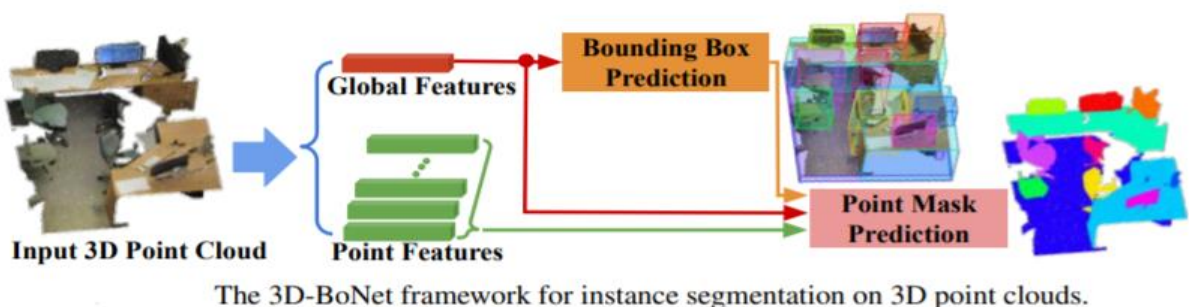 Bounding Box
Prediction
Global Features
Point Mask
Prediction
Input 3D Point Cloud
Point Features
The 3D-BoNet framework for instance segmentation on 3D point clouds.